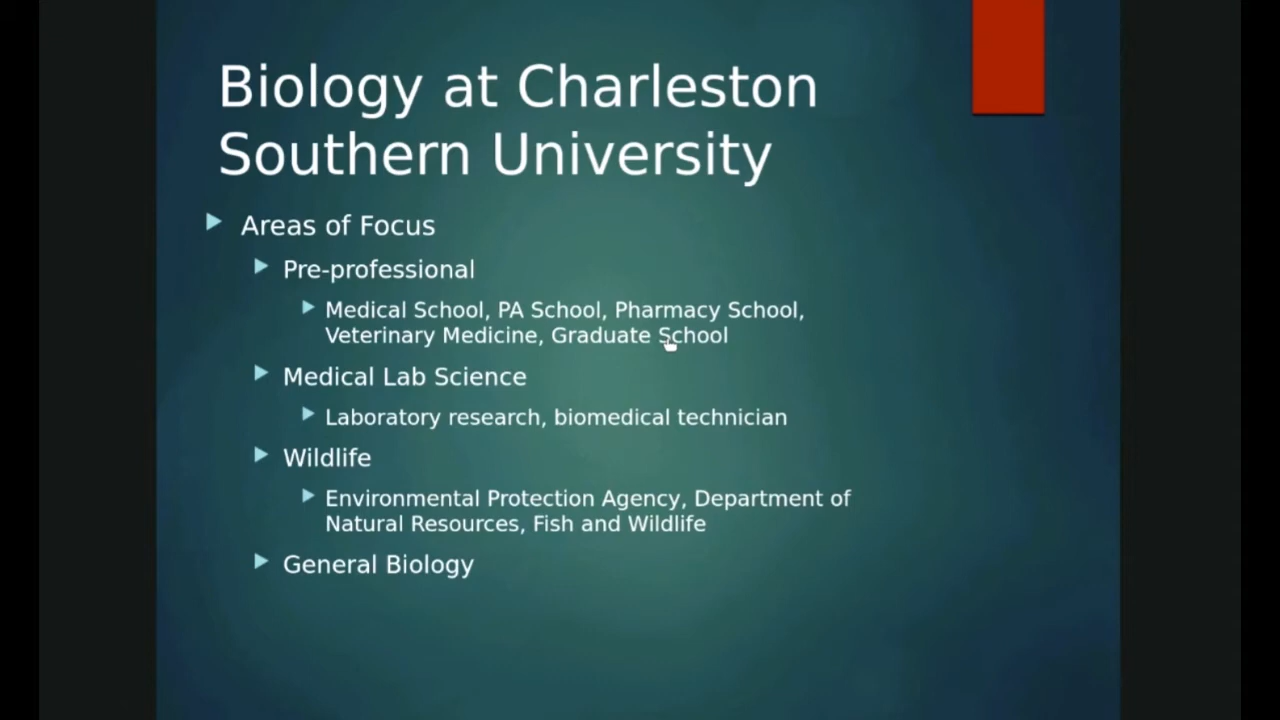 Biology at Charleston
Southern University
Areas of Focus
Pre-professional
Medical School, PA School, Pharmacy School,
Veterinary Medicine, Graduate School
Medical Lab Science
Laboratory research, biomedical technician
Wildlife
Environmental Protection Agency, Department of
Natural Resources, Fish and Wildlife
General Biology